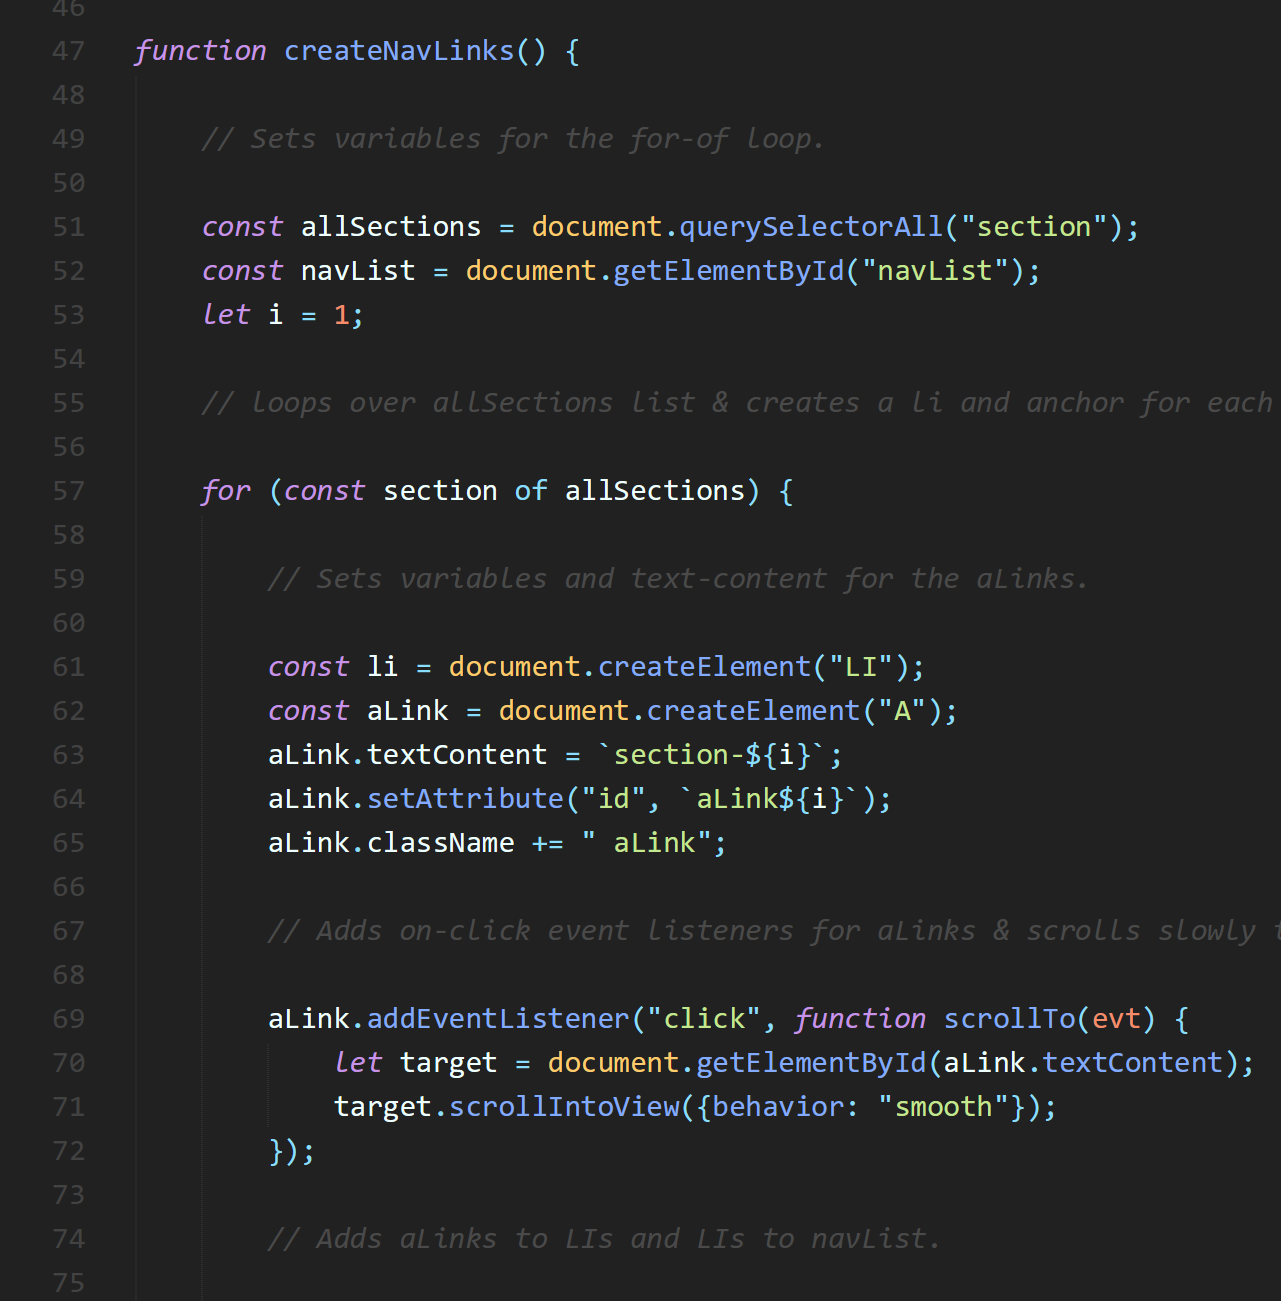 46
47 function createNavLinks() {
48
49 // Sets variables for the for-of loop.
50
51 const allSections = document.querySelectorAll("section");
52 const navList = document.getElementById("navList");
53 let i = 1;
54
55 // loops over allSections list & creates a li and anchor for each
56
57 for (const section of allSections) {
58
59 // Sets variables and text-content for the aLinks.
60
61 const li = document.createElement("LI");
62 const aLink = document.createElement("A");
63 aLink.textContent = `section-${i}`;
64 aLink.setAttribute("id", `aLink${i}`);
65 aLink.className += " aLink";
66
67 // Adds on-click event listeners for aLinks & scrolls slowly
68
69 aLink.addEventListener("click", function scrollTo(evt) {
70 let target = document.getElementById(aLink.textContent);
71 target.scrollIntoView({behavior: "smooth"});
72 });
73
74 // Adds aLinks to LIs and LIs to navList.
75